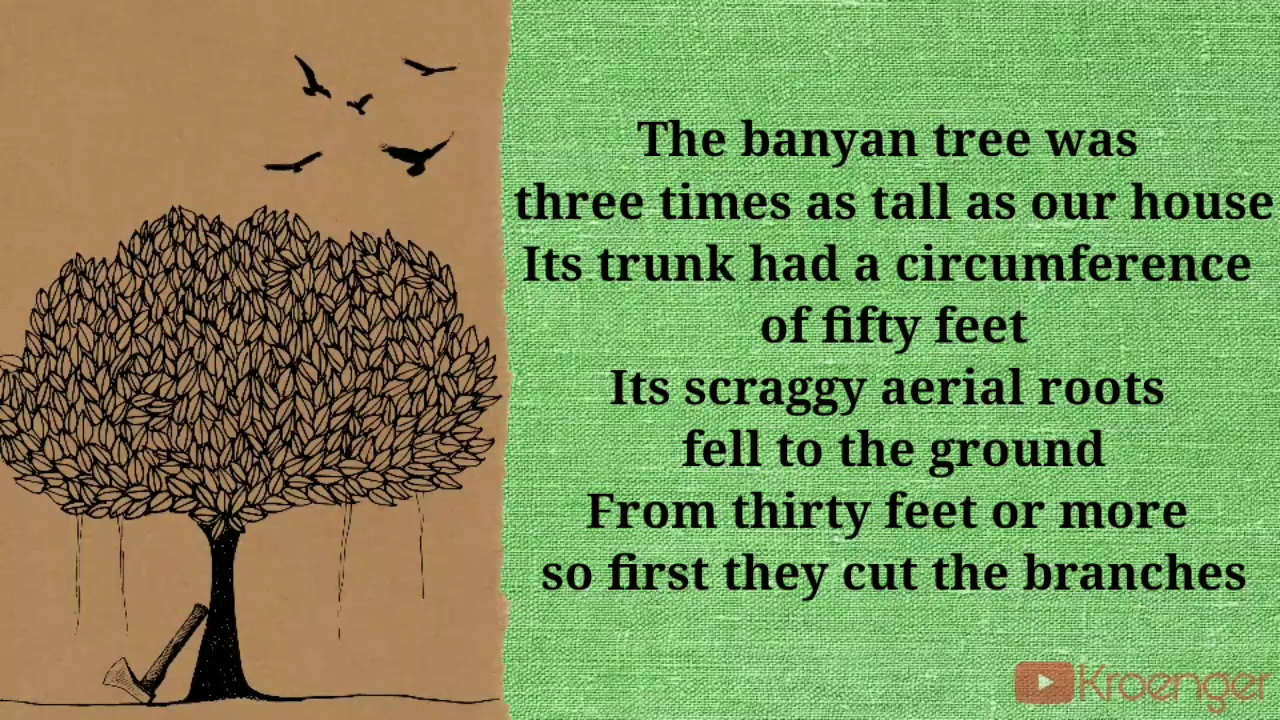 The banyan tree was
three times as tall as our house
Its trunk had a circumference
of fifty feet
Its scraggy aerial roots
fell to the ground
From thirty feet or more
so first they cut the branches
Kroenger